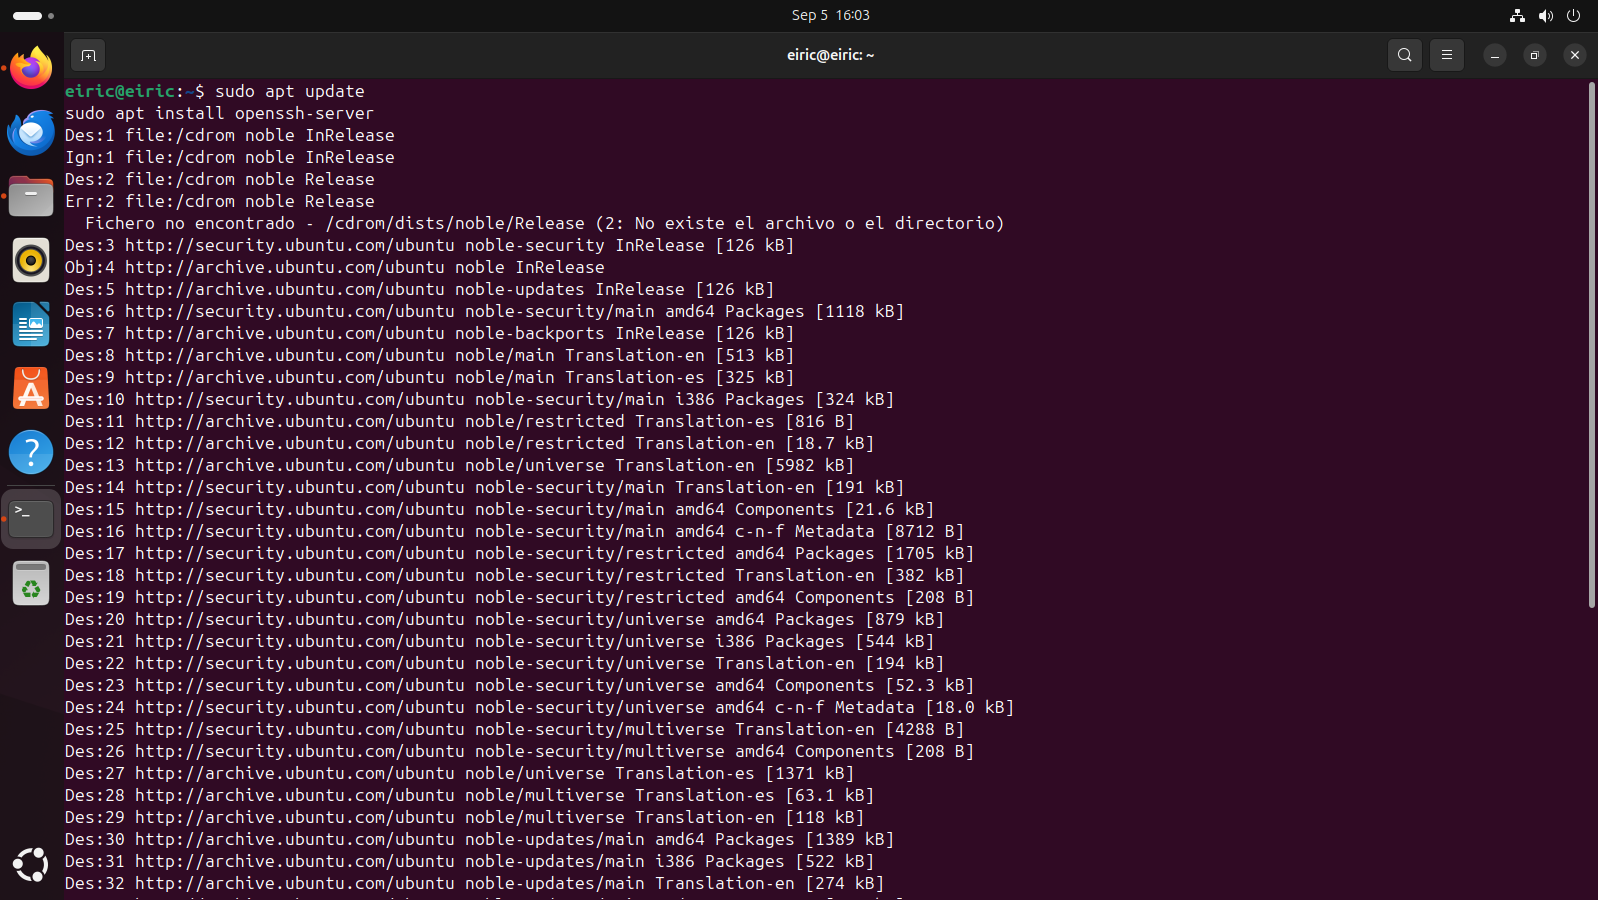 Sep 5 16:03
eiric@eiric: ~
eiric@eiric:~$ sudo apt update
sudo apt install openssh-server
Des:1 file:/cdrom noble InRelease
Ign:1 file:/cdrom noble InRelease
Des:2 file:/cdrom noble Release
Err:2 file:/cdrom noble Release
  Fichero no encontrado - /cdrom/dists/noble/Release (2: No existe el archivo o el directorio)
Des:3 http://security.ubuntu.com/ubuntu noble-security InRelease [126 kB]
Obj:4 http://archive.ubuntu.com/ubuntu noble InRelease
Des:5 http://archive.ubuntu.com/ubuntu noble-updates InRelease [126 kB]
Des:6 http://security.ubuntu.com/ubuntu noble-security/main amd64 Packages [1118 kB]
Des:7 http://archive.ubuntu.com/ubuntu noble-backports InRelease [126 kB]
Des:8 http://archive.ubuntu.com/ubuntu noble/main Translation-en [513 kB]
Des:9 http://archive.ubuntu.com/ubuntu noble/main Translation-es [325 kB]
Des:10 http://security.ubuntu.com/ubuntu noble-security/main i386 Packages [324 kB]
Des:11 http://archive.ubuntu.com/ubuntu noble/restricted Translation-es [816 B]
Des:12 http://archive.ubuntu.com/ubuntu noble/restricted Translation-en [18.7 kB]
Des:13 http://archive.ubuntu.com/ubuntu noble/universe Translation-en [5982 kB]
Des:14 http://security.ubuntu.com/ubuntu noble-security/main Translation-en [191 kB]
Des:15 http://security.ubuntu.com/ubuntu noble-security/main amd64 Components [21.6 kB]
Des:16 http://security.ubuntu.com/ubuntu noble-security/main amd64 c-n-f Metadata [8712 B]
Des:17 http://security.ubuntu.com/ubuntu noble-security/restricted amd64 Packages [1705 kB]
Des:18 http://security.ubuntu.com/ubuntu noble-security/restricted Translation-en [382 kB]
Des:19 http://security.ubuntu.com/ubuntu noble-security/restricted amd64 Components [208 B]
Des:20 http://security.ubuntu.com/ubuntu noble-security/universe amd64 Packages [879 kB]
Des:21 http://security.ubuntu.com/ubuntu noble-security/universe i386 Packages [544 kB]
Des:22 http://security.ubuntu.com/ubuntu noble-security/universe Translation-en [194 kB]
Des:23 http://security.ubuntu.com/ubuntu noble-security/universe amd64 Components [52.3 kB]
Des:24 http://security.ubuntu.com/ubuntu noble-security/universe amd64 c-n-f Metadata [18.0 kB]
Des:25 http://security.ubuntu.com/ubuntu noble-security/multiverse Translation-en [4288 B]
Des:26 http://security.ubuntu.com/ubuntu noble-security/multiverse amd64 Components [208 B]
Des:27 http://archive.ubuntu.com/ubuntu noble/universe Translation-es [1371 kB]
Des:28 http://archive.ubuntu.com/ubuntu noble/multiverse Translation-es [63.1 kB]
Des:29 http://archive.ubuntu.com/ubuntu noble/multiverse Translation-en [118 kB]
Des:30 http://archive.ubuntu.com/ubuntu noble-updates/main amd64 Packages [1389 kB]
Des:31 http://archive.ubuntu.com/ubuntu noble-updates/main i386 Packages [522 kB]
Des:32 http://archive.ubuntu.com/ubuntu noble-updates/main Translation-en [274 kB]